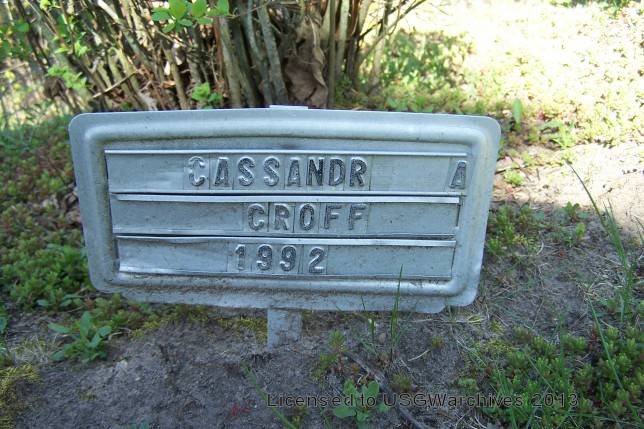 CASSANDR A
CROFF
1992
Licensed to USGWarchives 2013